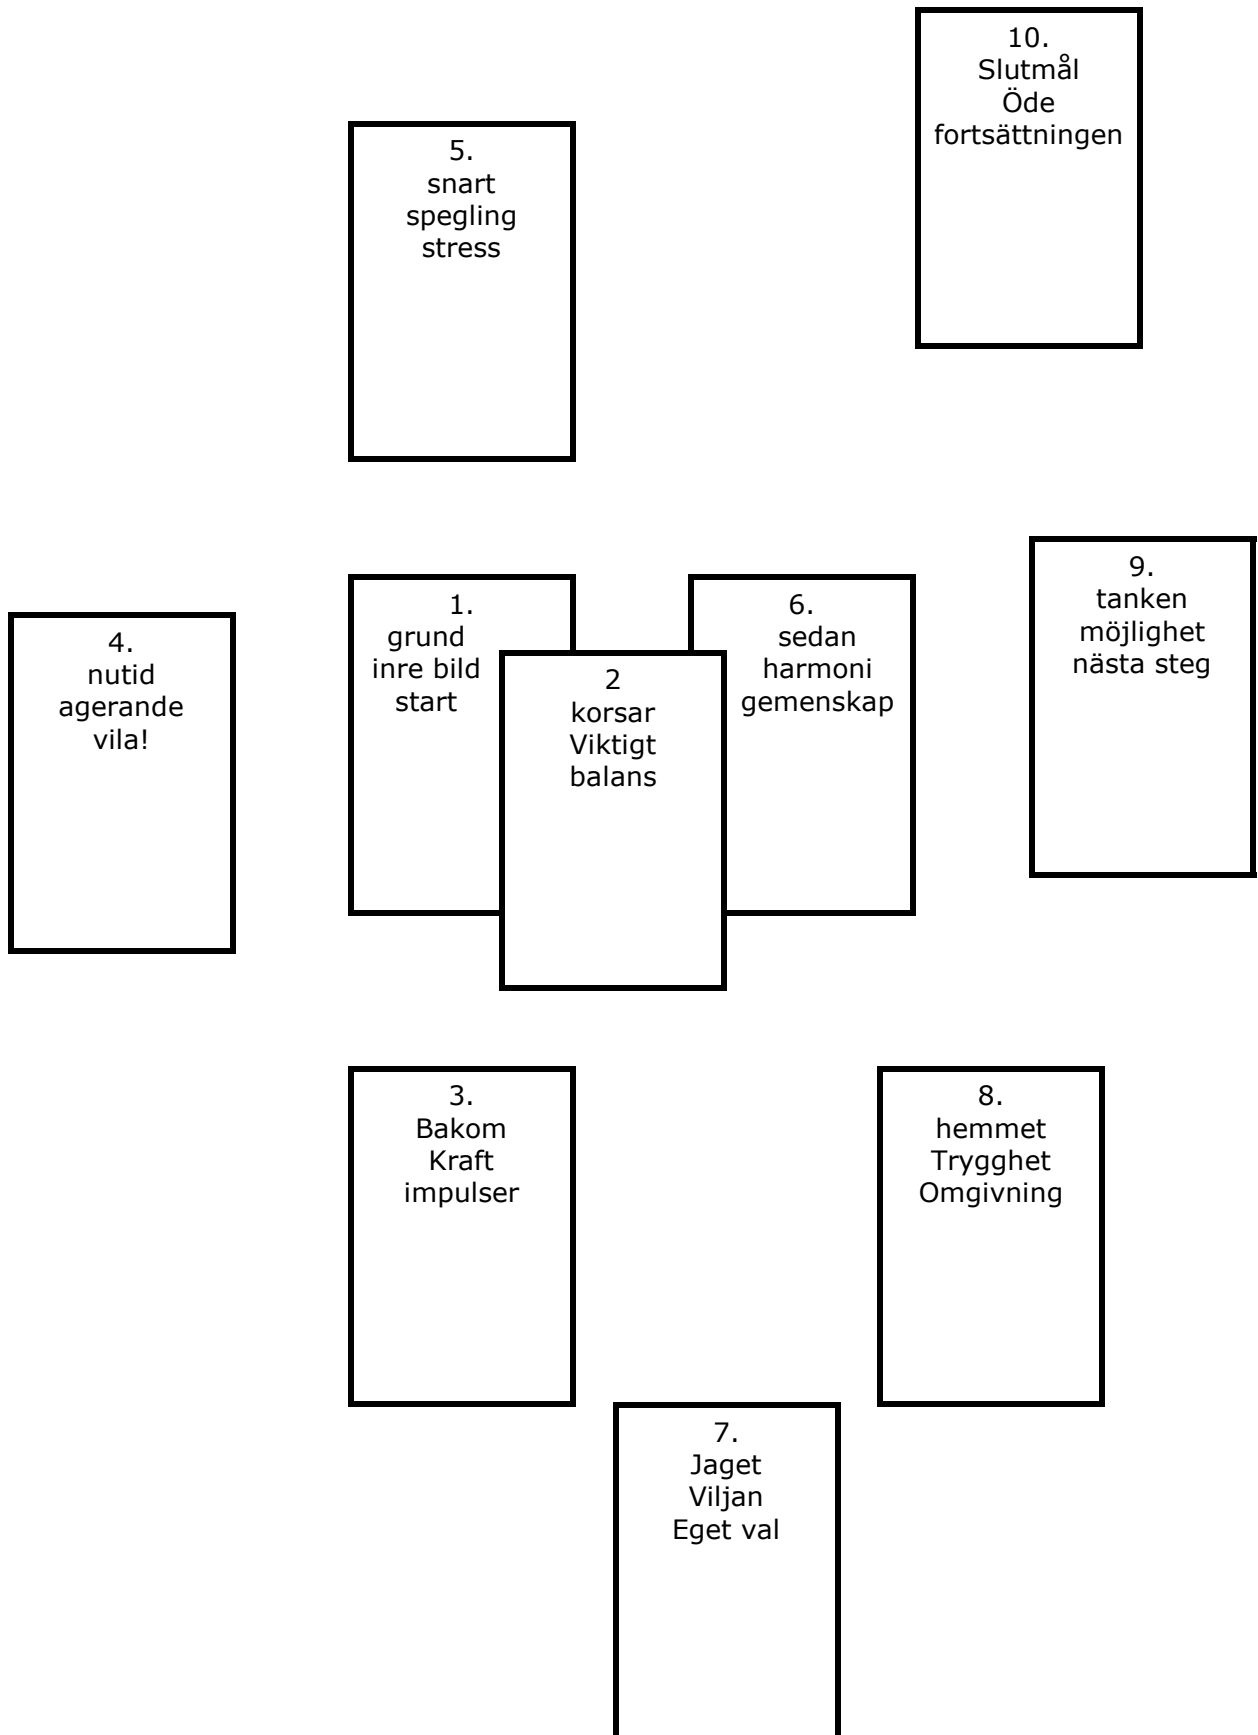 10.
Slutmål
Öde
fortsättningen
5.
snart
spegling
stress
9.
tanken
möjlighet
nästa steg
1.
grund
inre bild
start
6.
sedan
harmoni
gemenskap
4.
nutid
agerande
vila!
2
korsar
Viktigt
balans
3.
Bakom
Kraft
impulser
8.
hemmet
Trygghet
Omgivning
7.
Jaget
Viljan
Eget val